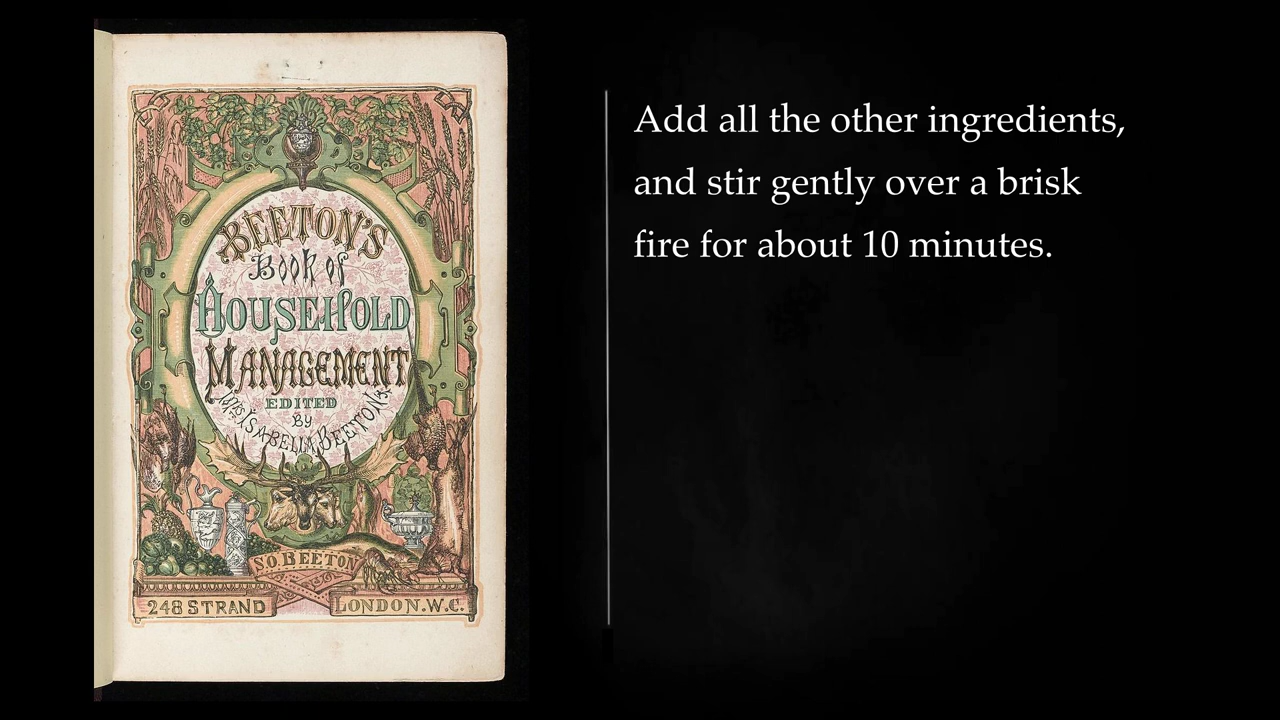 BEETON'S
Book of
HOUSEHOLD
MANAGEMENT
EDITED
BY
MRS ISABELLA BEETON &c
S.O. BEETON
248 STRAND
LONDON. W.C.
Add all the other ingredients,
and stir gently over a brisk
fire for about 10 minutes.